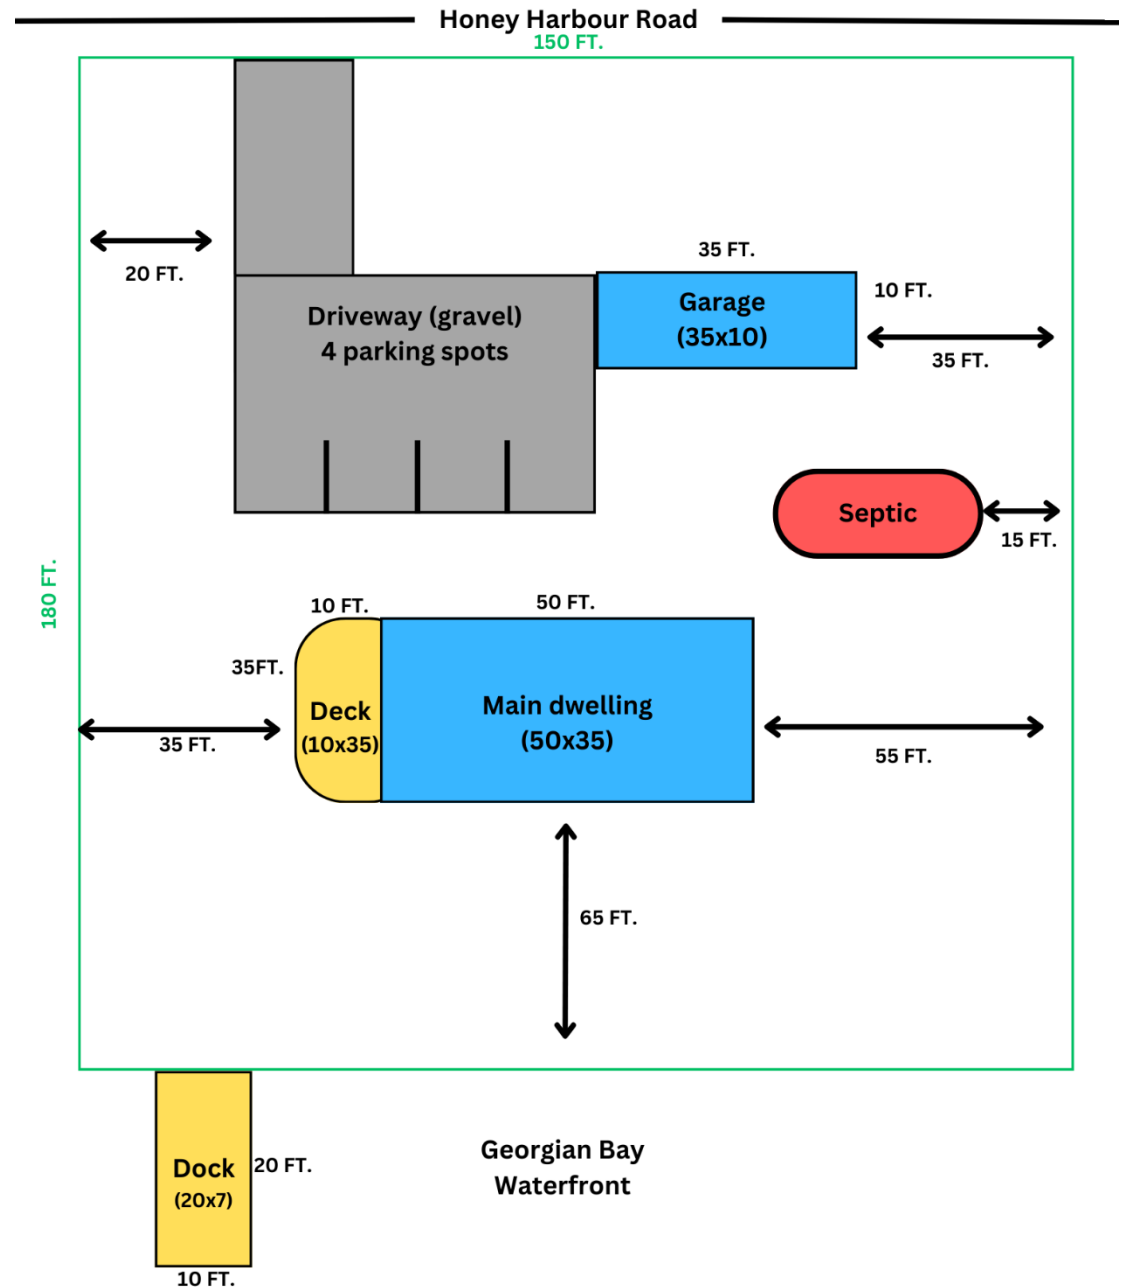 Honey Harbour Road
150 FT.
20 FT.
35 FT.
Garage
(35x10)
10 FT.
35 FT.
Driveway (gravel)
4 parking spots
Septic
15 FT.
180 FT.
10 FT.
50 FT.
35FT.
Deck
(10x35)
Main dwelling
(50x35)
35 FT.
55 FT.
65 FT.
Georgian Bay
Waterfront
Dock
(20x7)
20 FT.
10 FT.